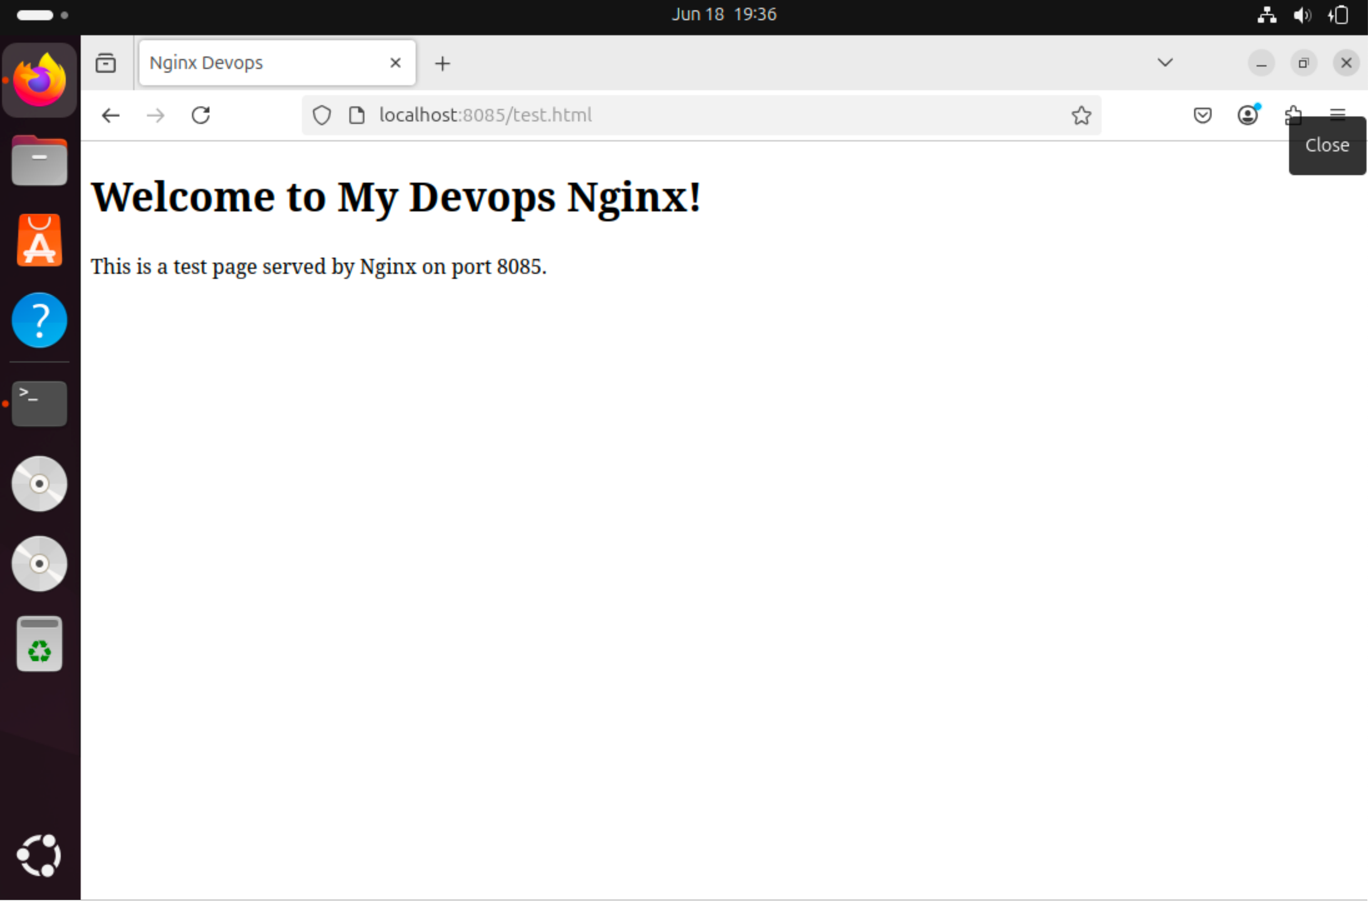 Jun 18 19:36
Nginx Devops
localhost:8085/test.html
Close
Welcome to My Devops Nginx!
This is a test page served by Nginx on port 8085.